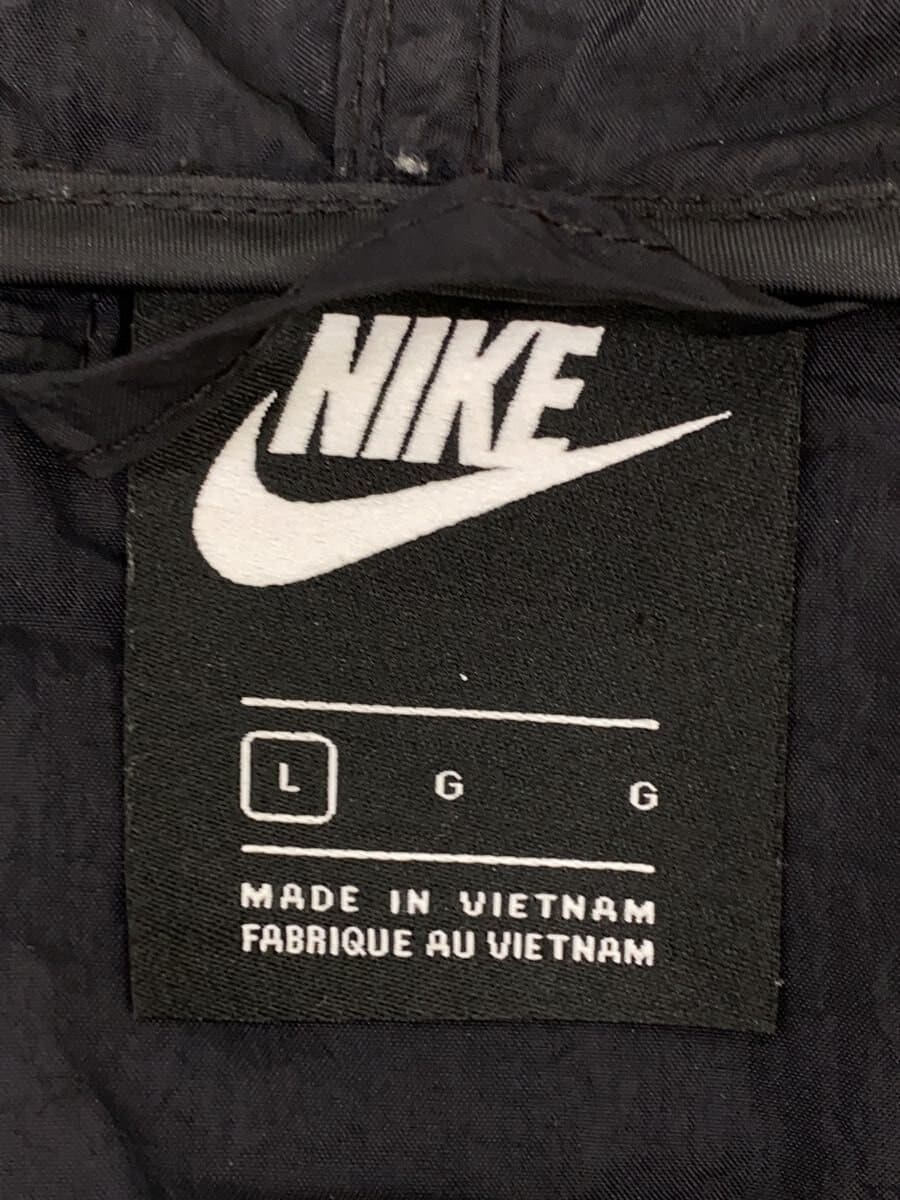 NIKE
L G G
MADE IN VIETNAM
FABRIQUE AU VIETNAM